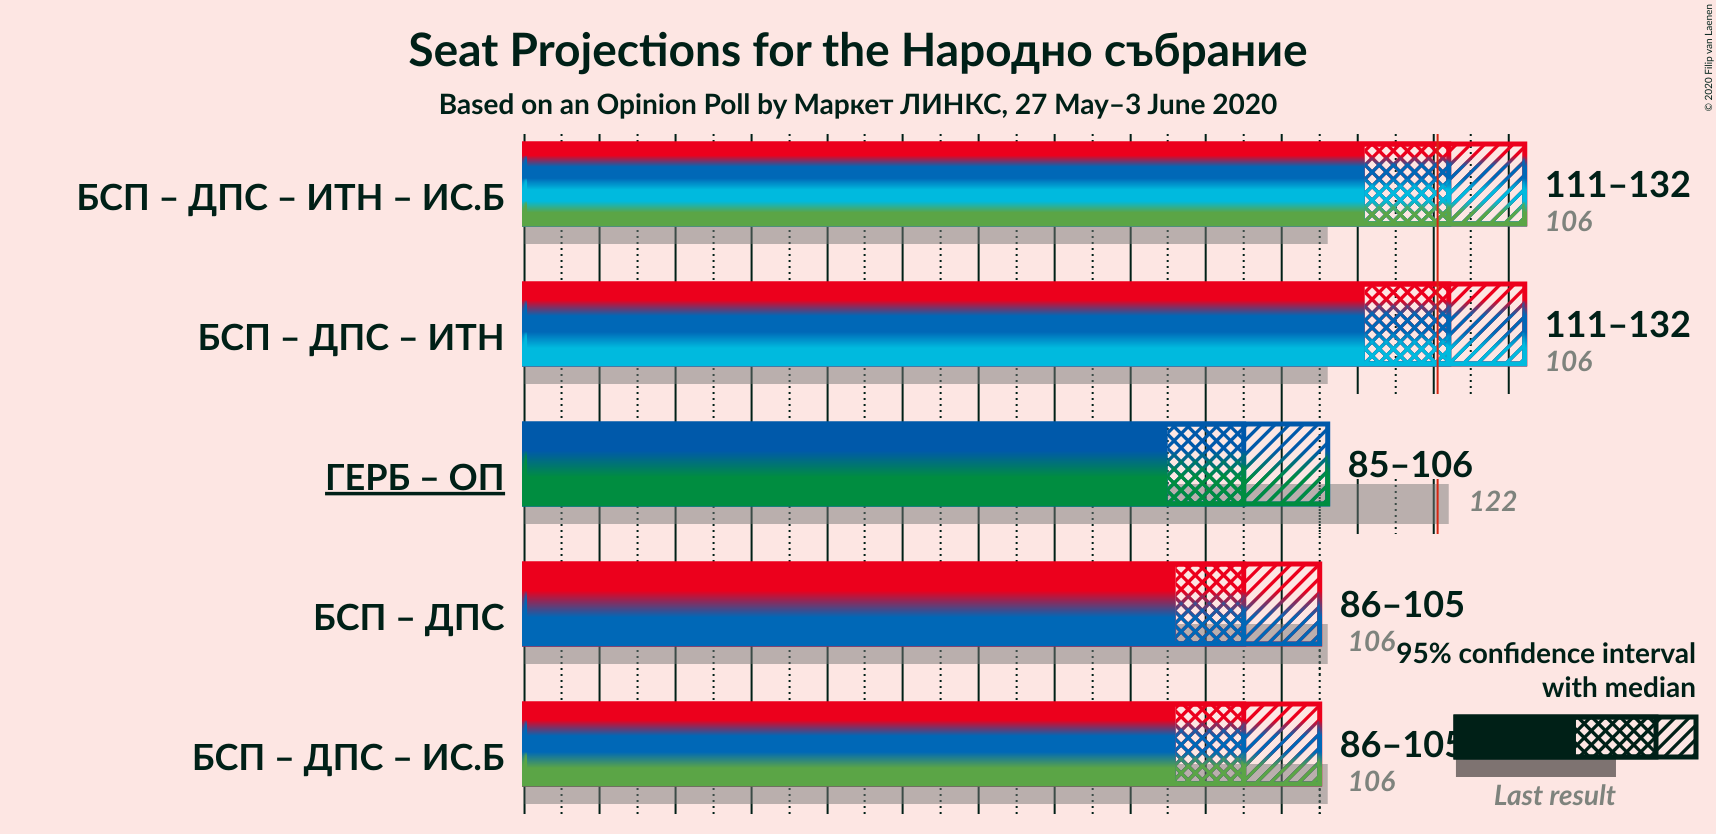 Seat Projections for the Народно събрание
Based on an Opinion Poll by Маркет ЛИНКС, 27 May–3 June 2020
© 2020 Filip van Laenen
БСП – ДПС – ИТН – ИС.Б
111–132
106
БСП – ДПС – ИТН
111–132
106
ГЕРБ – ОП
85–106
122
БСП – ДПС
86–105
106
95% confidence interval
with median
БСП – ДПС – ИС.Б
86–105
106
Last result